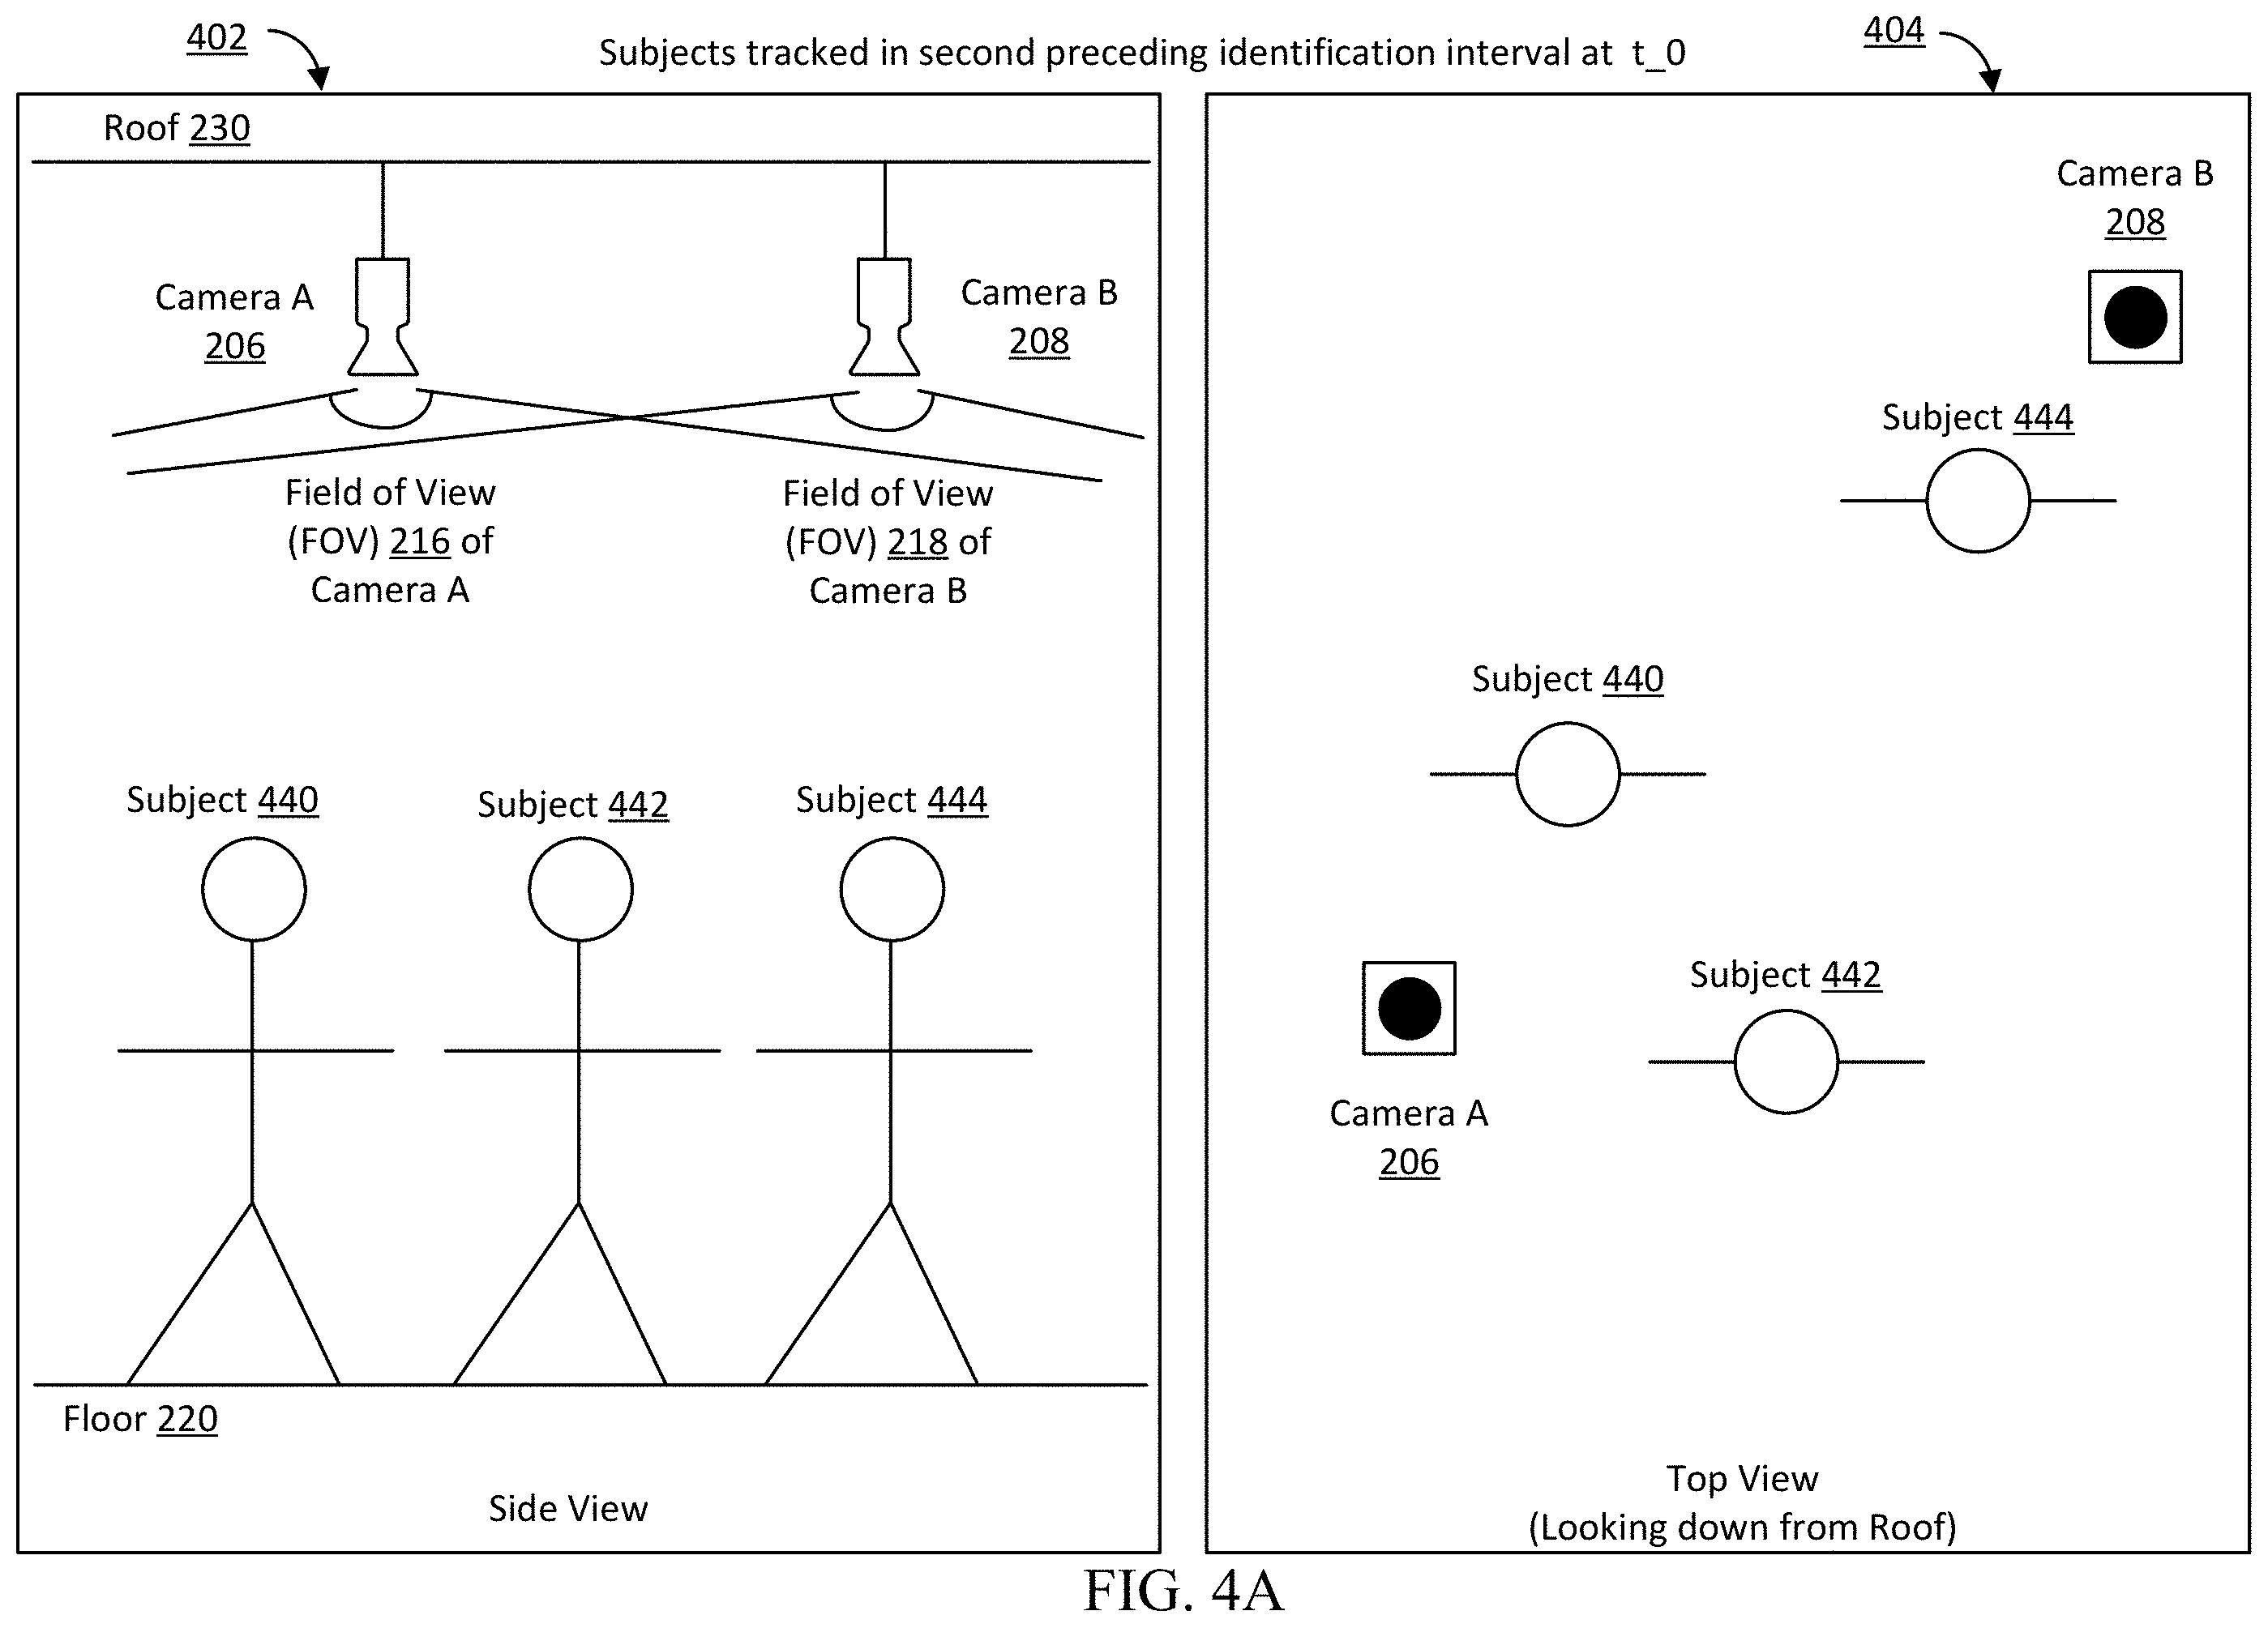 402
Subjects tracked in second preceding identification interval at t_0
404
Roof 230
Camera A
206
Camera B
208
Field of View
(FOV) 216 of
Camera A
Field of View
(FOV) 218 of
Camera B
Subject 440
Subject 442
Subject 444
Floor 220
Side View
Camera B
208
Subject 444
Subject 440
Subject 442
Camera A
206
Top View
(Looking down from Roof)
FIG. 4A